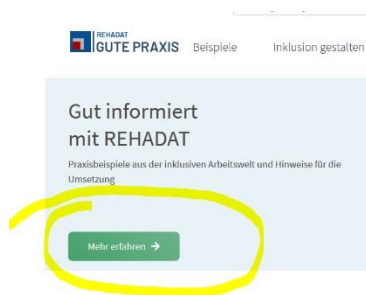 REHADAT
GUTE PRAXIS
Beispiele
Inklusion gestalten
Gut informiert
mit REHADAT
Praxisbeispiele aus der inklusiven Arbeitswelt und Hinweise für die
Umsetzung
Mehr erfahren →